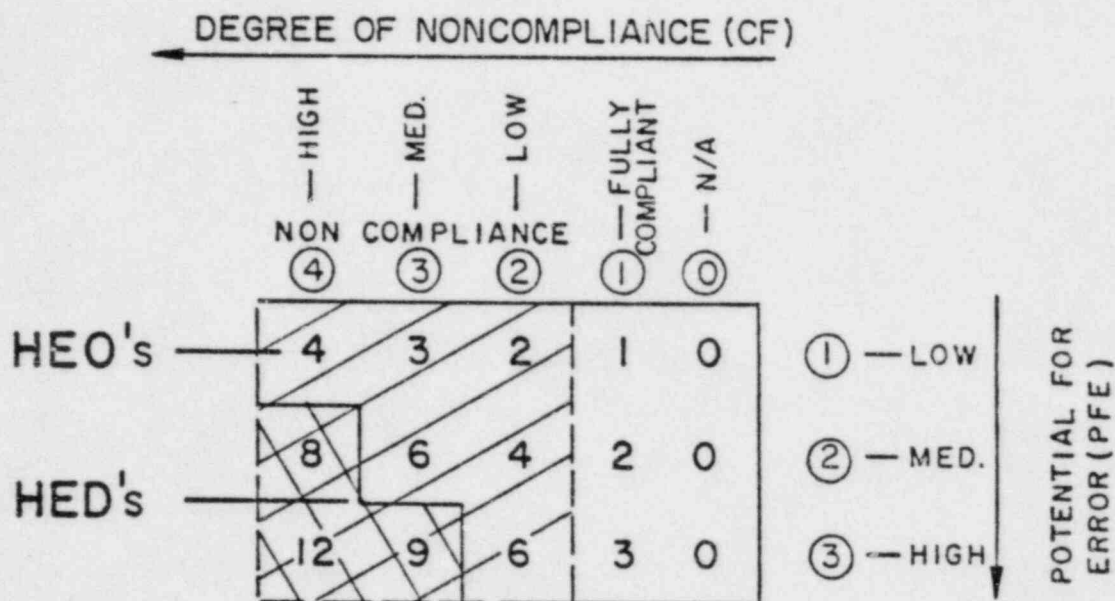 DEGREE OF NONCOMPLIANCE (CF)
— HIGH
— MED.
— LOW
— FULLY
COMPLIANT
— N/A
NON COMPLIANCE
④ ③ ② ① ⓪
HEO's 4 3 2 1 0 ① — LOW
8 6 4 2 0 ② — MED.
HED's
12 9 6 3 0 ③ — HIGH
POTENTIAL FOR
ERROR (PFE)